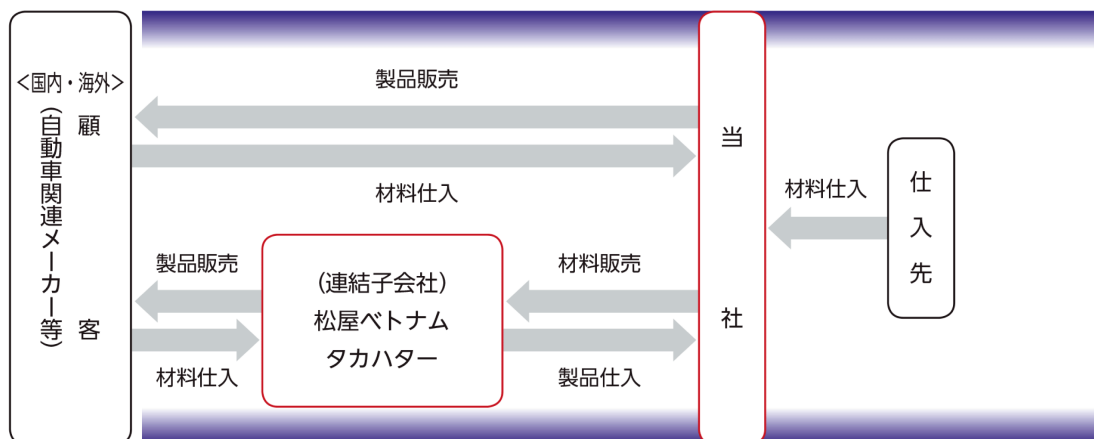 <国内・海外>
顧客
(自動車関連メーカー等)
製品販売
材料仕入
製品販売
材料仕入
(連結子会社)
松屋ベトナム
タカハター
材料販売
製品仕入
当社
材料仕入
仕入先